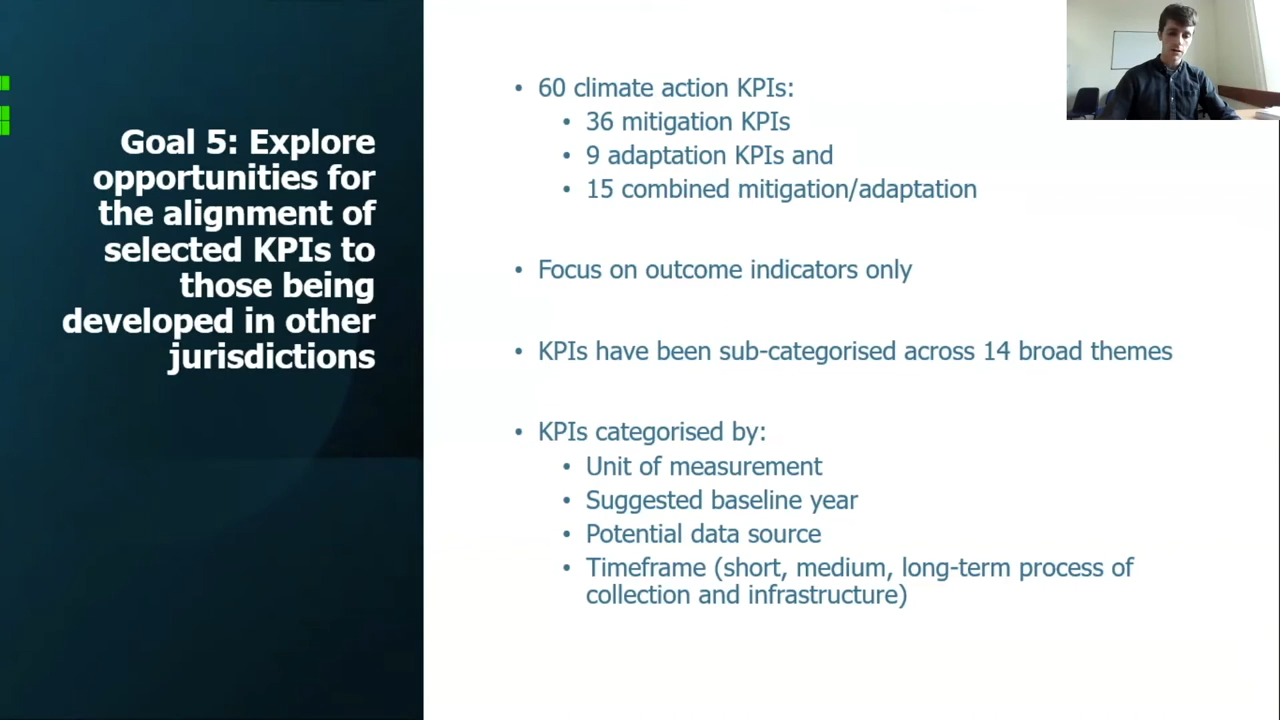 Goal 5: Explore
opportunities for
the alignment of
selected KPIs to
those being
developed in other
jurisdictions
• 60 climate action KPIs:
• 36 mitigation KPIs
• 9 adaptation KPIs and
• 15 combined mitigation/adaptation
• Focus on outcome indicators only
• KPIs have been sub-categorised across 14 broad themes
• KPIs categorised by:
• Unit of measurement
• Suggested baseline year
• Potential data source
• Timeframe (short, medium, long-term process of
collection and infrastructure)